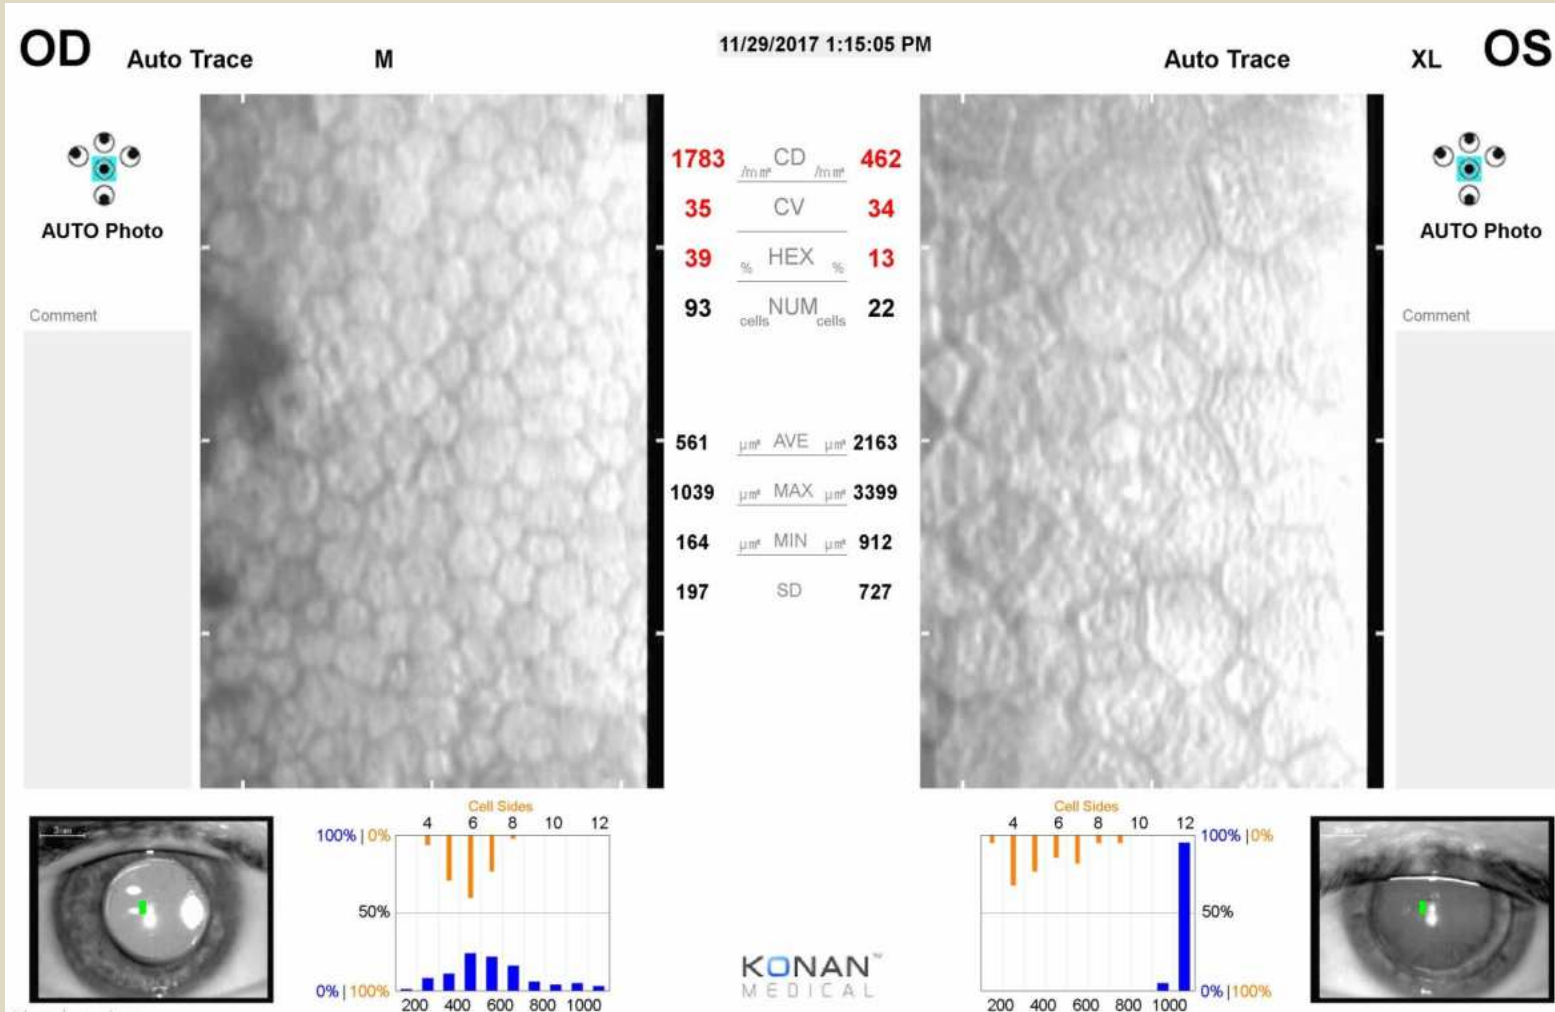 OD Auto Trace M 11/29/2017 1:15:05 PM Auto Trace XL OS
1783 /mm² CD /mm² 462
35 CV 34
39 % HEX % 13
93 cells NUM cells 22
AUTO Photo AUTO Photo
Comment Comment
561 µm² AVE µm² 2163
1039 µm² MAX µm² 3399
164 µm² MIN µm² 912
197 SD 727
Cell Sides Cell Sides
4 6 8 10 12 4 6 8 10 12
100% | 0% 100% | 0%
50% 50%
0% | 100% 0% | 100%
200 400 600 800 1000 200 400 600 800 1000
KONAN
MEDICAL